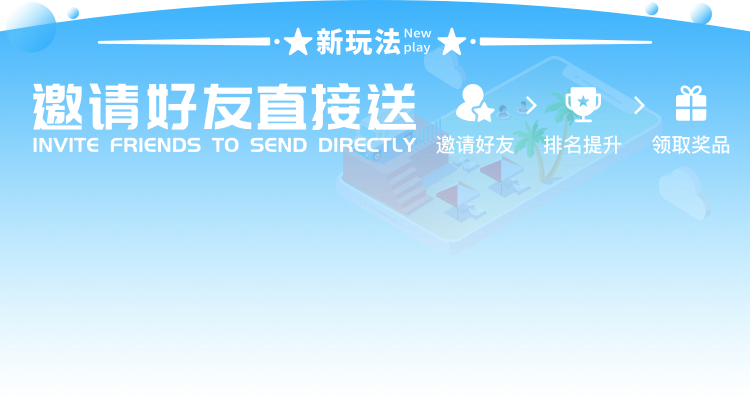 新玩法
New
play
邀请好友直接送
INVITE FRIENDS TO SEND DIRECTLY
邀请好友
排名提升
领取奖品